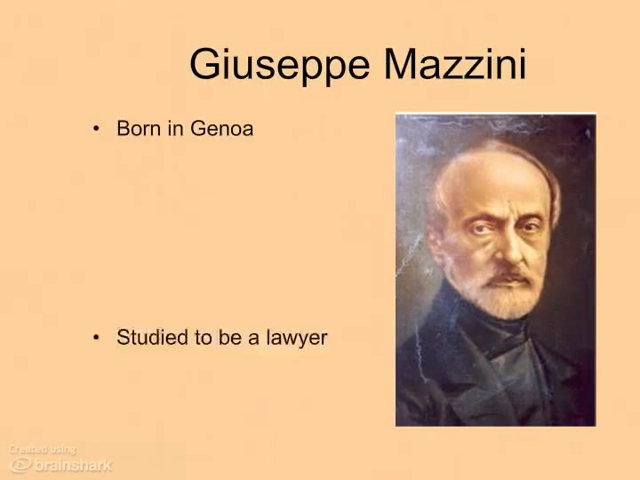 Giuseppe Mazzini
• Born in Genoa
• Studied to be a lawyer
Created using
brainshark